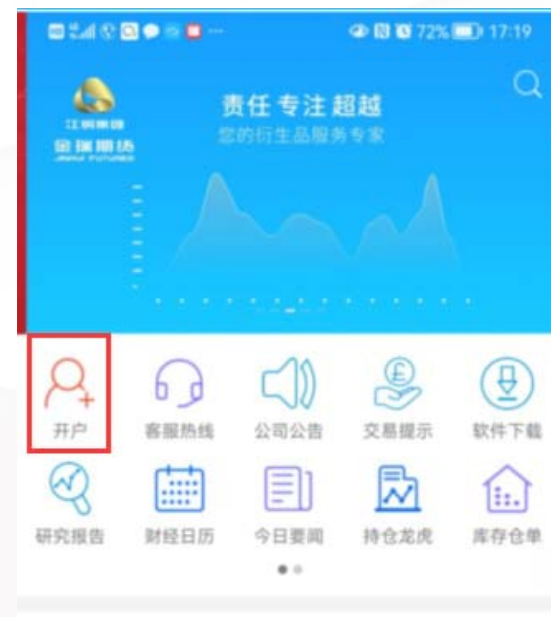 72% 17:19
江铜集团
金瑞期货
JINRUI FUTURES
责任 专注 超越
您的衍生品服务专家
开户
客服热线
公司公告
交易提示
软件下载
研究报告
财经日历
今日要闻
持仓龙虎
库存仓单